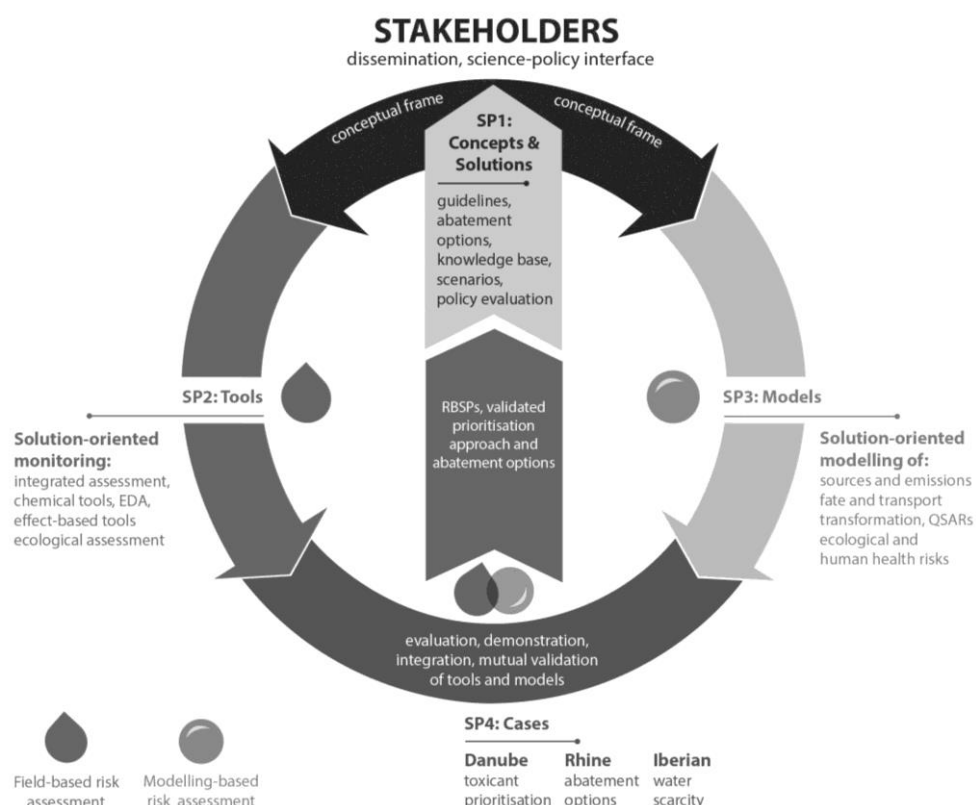 STAKEHOLDERS
dissemination, science-policy interface
conceptual frame
conceptual frame
SP1:
Concepts &
Solutions
guidelines,
abatement
options,
knowledge base,
scenarios,
policy evaluation
SP2: Tools
Solution-oriented
monitoring:
integrated assessment,
chemical tools, EDA,
effect-based tools
ecological assessment
RBSPs, validated
prioritisation
approach and
abatement options
SP3: Models
Solution-oriented
modelling of:
sources and emissions
fate and transport
transformation, QSARs
ecological and
human health risks
evaluation, demonstration,
integration, mutual validation
of tools and models
SP4: Cases
Danube
toxicant
prioritisation
Rhine
abatement
options
Iberian
water
scarcity
Field-based risk
assessment
Modelling-based
risk assessment